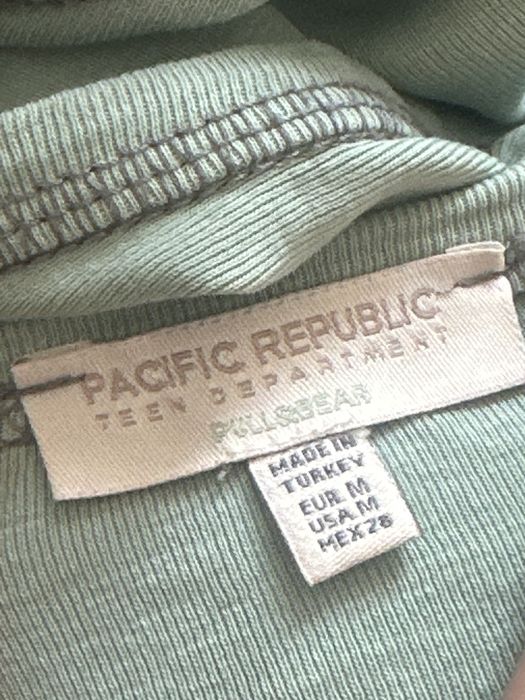 PACIFIC REPUBLIC
TEEN DEPARTMENT
PULL&BEAR
MADE IN
TURKEY
EUR M
USA M
MEX 28